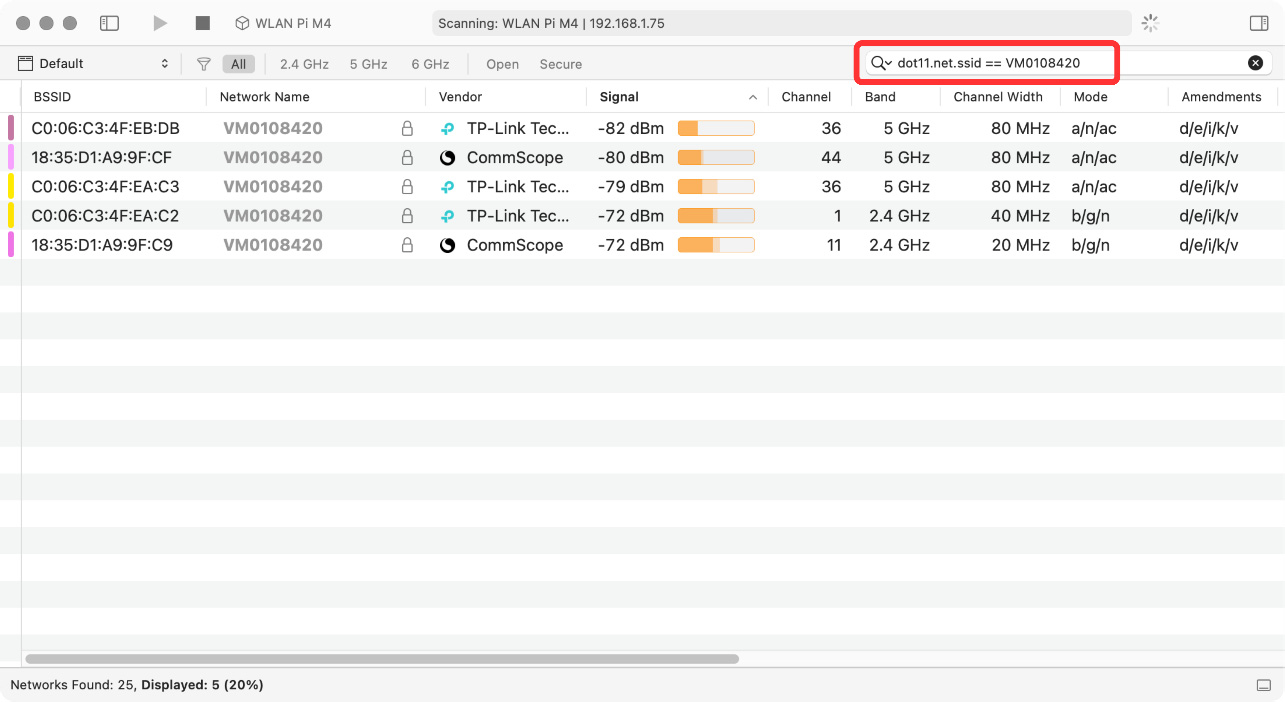 WLAN Pi M4 Scanning: WLAN Pi M4 | 192.168.1.75
Default All 2.4 GHz 5 GHz 6 GHz Open Secure dot11.net.ssid == VM0108420
BSSID Network Name Vendor Signal Channel Band Channel Width Mode Amendments
C0:06:C3:4F:EB:DB VM0108420 TP-Link Tec... -82 dBm 36 5 GHz 80 MHz a/n/ac d/e/i/k/v
18:35:D1:A9:9F:CF VM0108420 CommScope -80 dBm 44 5 GHz 80 MHz a/n/ac d/e/i/k/v
C0:06:C3:4F:EA:C3 VM0108420 TP-Link Tec... -79 dBm 36 5 GHz 80 MHz a/n/ac d/e/i/k/v
C0:06:C3:4F:EA:C2 VM0108420 TP-Link Tec... -72 dBm 1 2.4 GHz 40 MHz b/g/n d/e/i/k/v
18:35:D1:A9:9F:C9 VM0108420 CommScope -72 dBm 11 2.4 GHz 20 MHz b/g/n d/e/i/k/v
Networks Found: 25, Displayed: 5 (20%)